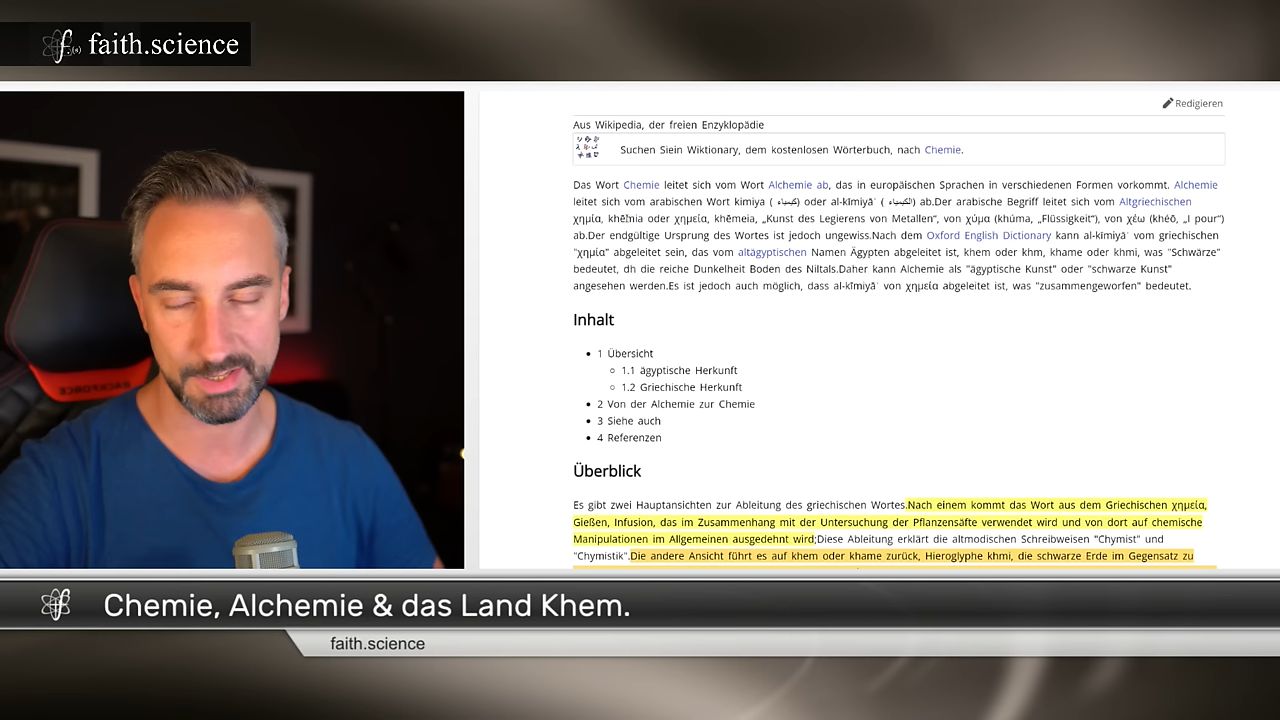 faith.science
Redigieren
Aus Wikipedia, der freien Enzyklopädie
Suchen Siein Wiktionary, dem kostenlosen Wörterbuch, nach Chemie.
Das Wort Chemie leitet sich vom Wort Alchemie ab, das in europäischen Sprachen in verschiedenen Formen vorkommt. Alchemie
leitet sich vom arabischen Wort kimiya ( كيمياء) oder al-kīmiyāʾ ( الكيمياء) ab.Der arabische Begriff leitet sich vom Altgriechischen
χημία, khēmia oder χημεία, khēmeia, „Kunst des Legierens von Metallen“, von χύμα (khúma, „Flüssigkeit“), von χέω (khéō, „I pour“)
ab.Der endgültige Ursprung des Wortes ist jedoch ungewiss.Nach dem Oxford English Dictionary kann al-kīmiyāʾ vom griechischen
"χημία" abgeleitet sein, das vom altägyptischen Namen Ägypten abgeleitet ist, khem oder khm, khame oder khmi, was "Schwärze"
bedeutet, dh die reiche Dunkelheit Boden des Niltals.Daher kann Alchemie als "ägyptische Kunst" oder "schwarze Kunst"
angesehen werden.Es ist jedoch auch möglich, dass al-kīmiyāʾ von χημεία abgeleitet ist, was "zusammengeworfen" bedeutet.
Inhalt
• 1 Übersicht
○ 1.1 ägyptische Herkunft
○ 1.2 Griechische Herkunft
• 2 Von der Alchemie zur Chemie
• 3 Siehe auch
• 4 Referenzen
Überblick
Es gibt zwei Hauptansichten zur Ableitung des griechischen Wortes.Nach einem kommt das Wort aus dem Griechischen χημεία,
Gießen, Infusion, das im Zusammenhang mit der Untersuchung der Pflanzensäfte verwendet wird und von dort auf chemische
Manipulationen im Allgemeinen ausgedehnt wird;Diese Ableitung erklärt die altmodischen Schreibweisen "Chymist" und
"Chymistik".Die andere Ansicht führt es auf khem oder khame zurück, Hieroglyphe khmi, die schwarze Erde im Gegensatz zu
BACKFORCE
Chemie, Alchemie & das Land Khem.
faith.science